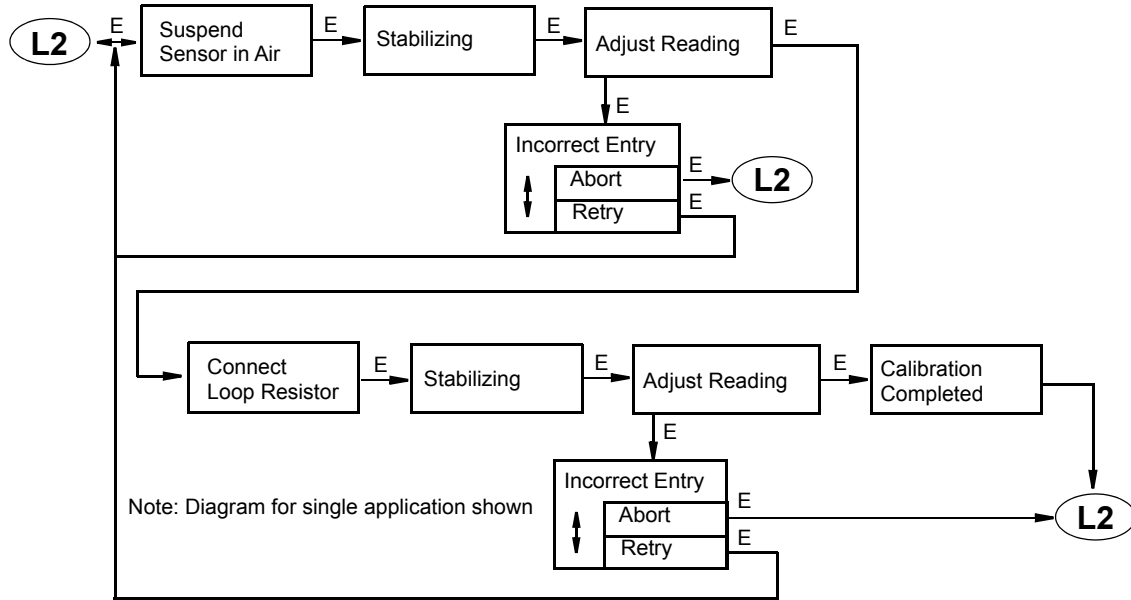 L2
E
Suspend
Sensor in Air
E
Stabilizing
E
Adjust Reading
E
E
Incorrect Entry
Abort
E
L2
Retry
E
Connect
Loop Resistor
E
Stabilizing
E
Adjust Reading
E
Calibration
Completed
E
Incorrect Entry
Note: Diagram for single application shown
Abort
E
L2
Retry
E